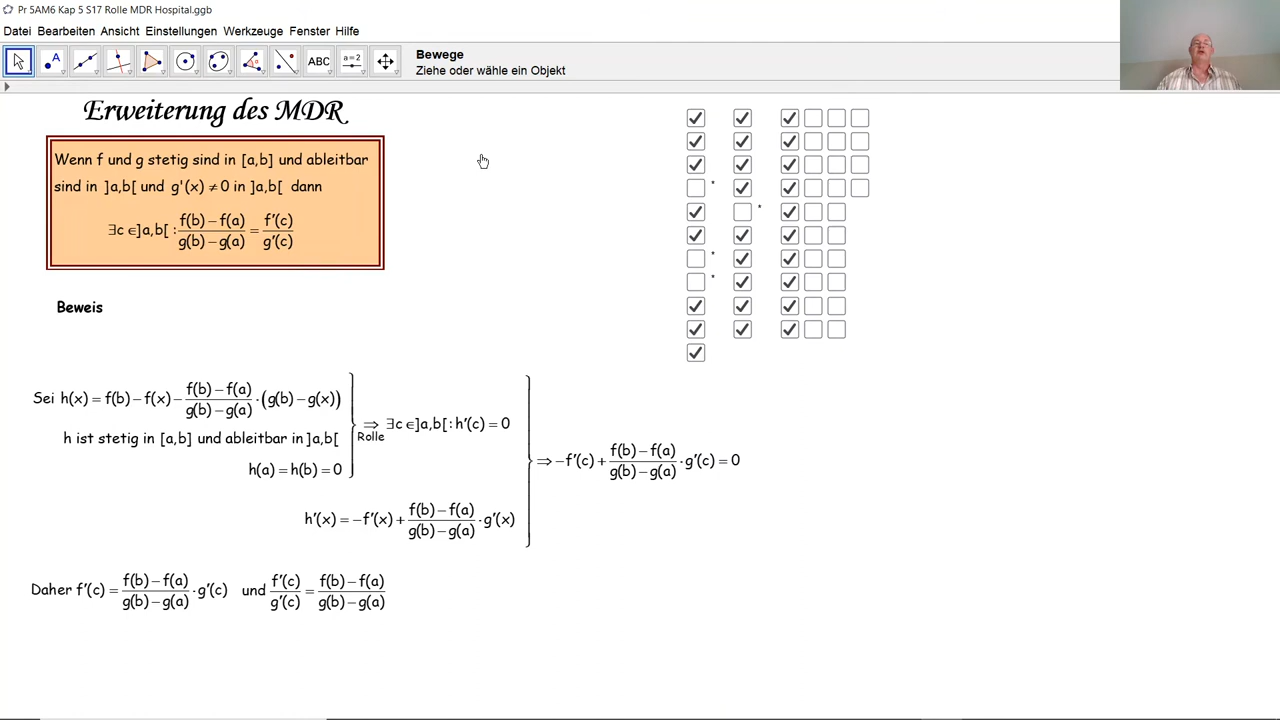 Pr 5AM6 Kap 5 S17 Rolle MDR Hospital.ggb
Datei Bearbeiten Ansicht Einstellungen Werkzeuge Fenster Hilfe
A
ABC
a=2
Bewege
Ziehe oder wähle ein Objekt
Erweiterung des MDR
Wenn f und g stetig sind in [a,b] und ableitbar
sind in ]a,b[ und g'(x) ≠ 0 in ]a,b[ dann
∃c ∈]a,b[ : (f(b) − f(a))/(g(b) − g(a)) = f'(c)/g'(c)
Beweis
Sei h(x) = f(b) − f(x) − (f(b) − f(a))/(g(b) − g(a)) · (g(b) − g(x))
h ist stetig in [a,b] und ableitbar in ]a,b[
h(a) = h(b) = 0
⇒ ∃c ∈]a,b[ : h'(c) = 0
Rolle
h'(x) = −f'(x) + (f(b) − f(a))/(g(b) − g(a)) · g'(x)
⇒ −f'(c) + (f(b) − f(a))/(g(b) − g(a)) · g'(c) = 0
Daher f'(c) = (f(b) − f(a))/(g(b) − g(a)) · g'(c) und f'(c)/g'(c) = (f(b) − f(a))/(g(b) − g(a))